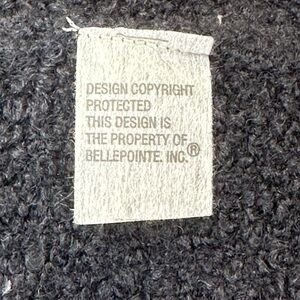 DESIGN COPYRIGHT
PROTECTED
THIS DESIGN IS
THE PROPERTY OF
BELLEPOINTE. INC.®